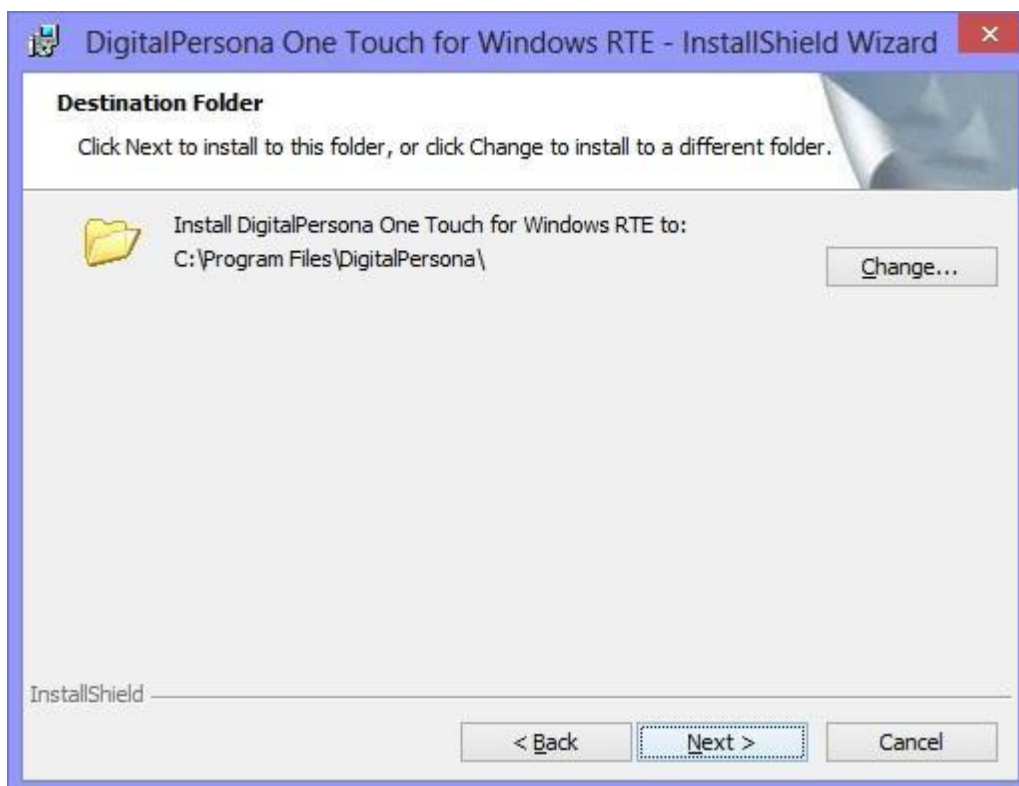 DigitalPersona One Touch for Windows RTE - InstallShield Wizard
Destination Folder
Click Next to install to this folder, or click Change to install to a different folder.
Install DigitalPersona One Touch for Windows RTE to:
C:\Program Files\DigitalPersona\
Change...
InstallShield
< Back
Next >
Cancel